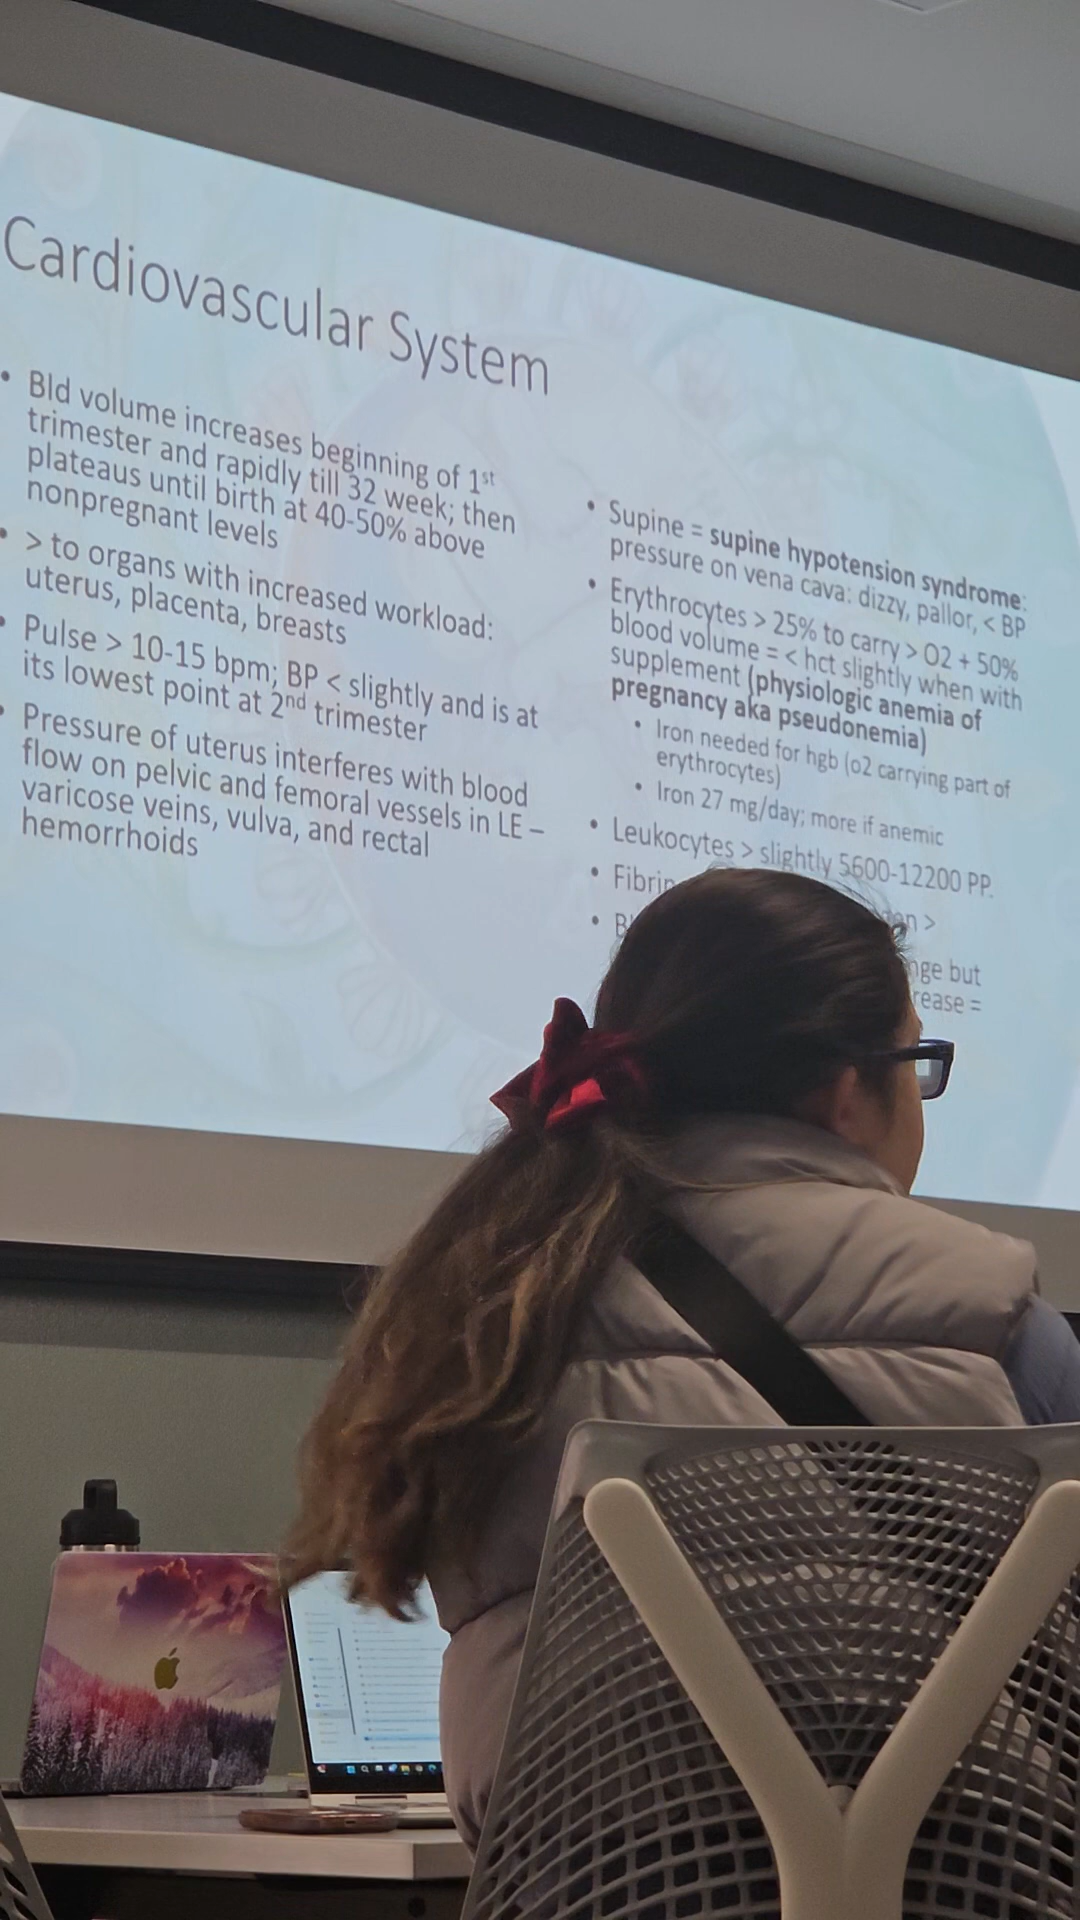 Cardiovascular System
• Bld volume increases beginning of 1st
trimester and rapidly till 32 week; then
plateaus until birth at 40-50% above
nonpregnant levels
• > to organs with increased workload:
uterus, placenta, breasts
• Pulse > 10-15 bpm; BP < slightly and is at
its lowest point at 2nd trimester
• Pressure of uterus interferes with blood
flow on pelvic and femoral vessels in LE –
varicose veins, vulva, and rectal
hemorrhoids
• Supine = supine hypotension syndrome:
pressure on vena cava: dizzy, pallor, < BP
• Erythrocytes > 25% to carry > O2 + 50%
blood volume = < hct slightly when with
supplement (physiologic anemia of
pregnancy aka pseudonemia)
• Iron needed for hgb (o2 carrying part of
erythrocytes)
• Iron 27 mg/day; more if anemic
• Leukocytes > slightly 5600-12200 PP.
•
• >
but
=